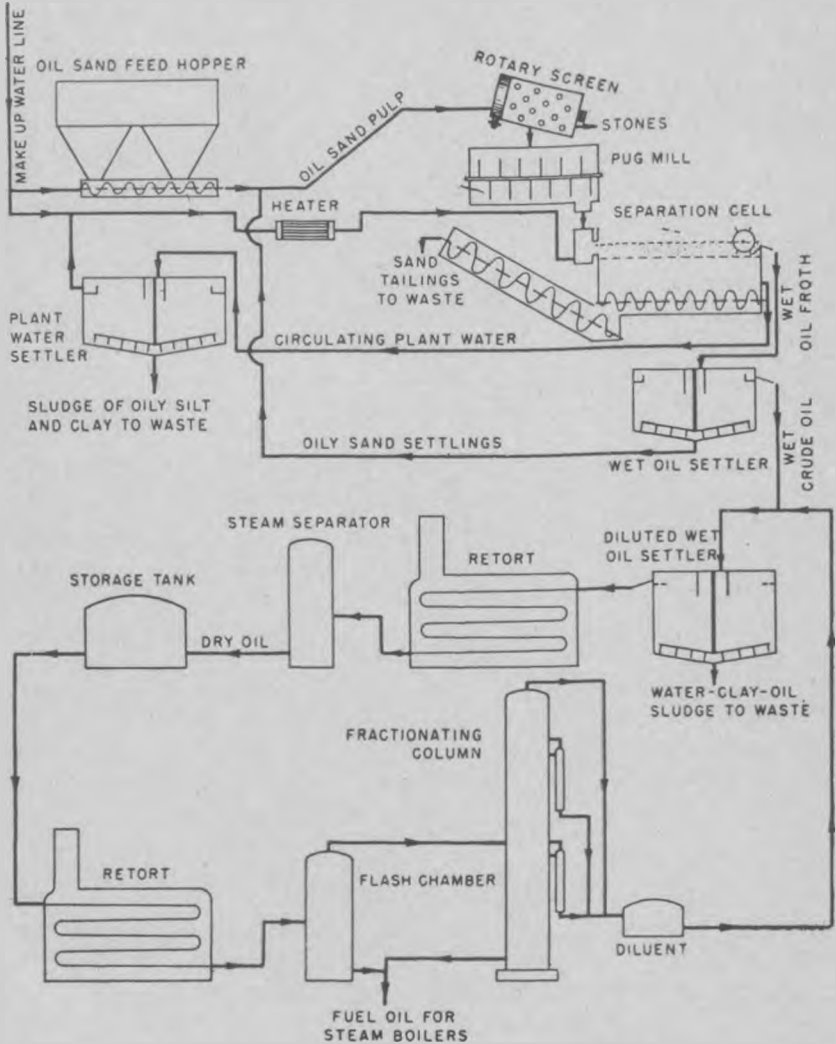 MAKE UP WATER LINE
OIL SAND FEED HOPPER
OIL SAND PULP
ROTARY SCREEN
STONES
PUG MILL
HEATER
SEPARATION CELL
SAND
TAILINGS
TO WASTE
WET
OIL FROTH
PLANT
WATER
SETTLER
CIRCULATING PLANT WATER
SLUDGE OF OILY SILT
AND CLAY TO WASTE
OILY SAND SETTLINGS
WET OIL SETTLER
WET
CRUDE OIL
STEAM SEPARATOR
RETORT
DILUTED WET
OIL SETTLER
STORAGE TANK
DRY OIL
WATER-CLAY-OIL
SLUDGE TO WASTE
FRACTIONATING
COLUMN
RETORT
FLASH CHAMBER
DILUENT
FUEL OIL FOR
STEAM BOILERS